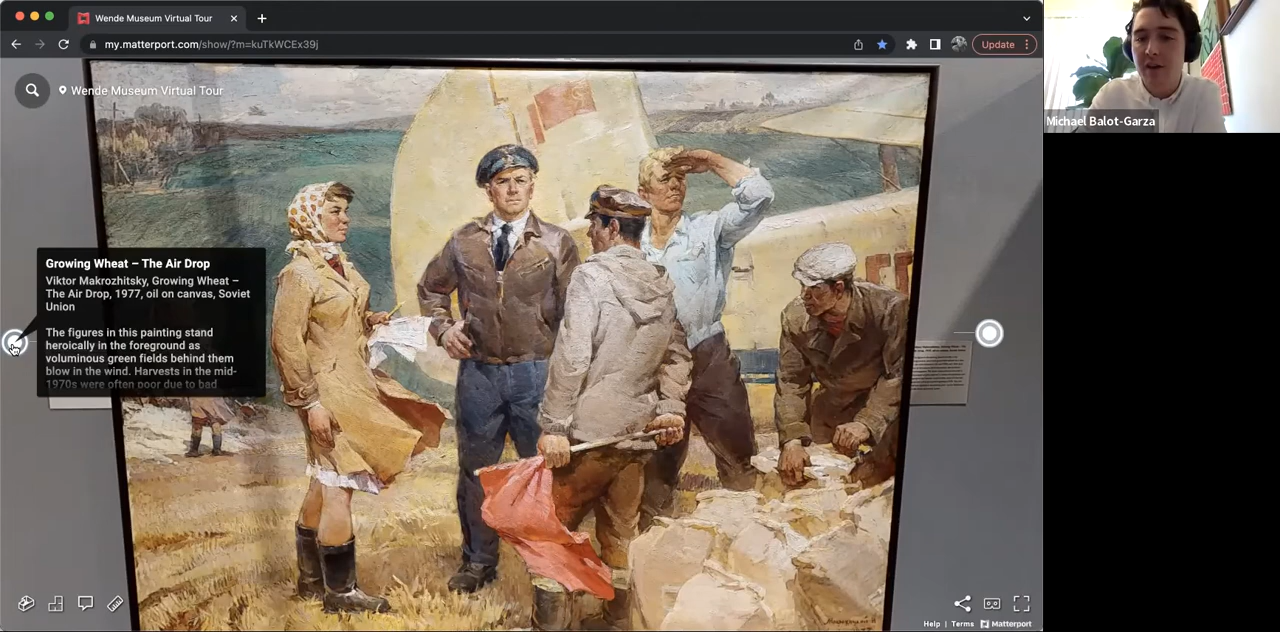 Wende Museum Virtual Tour
my.matterport.com/show/?m=kuTkWCEx39j
Update
Wende Museum Virtual Tour
Michael Balot-Garza
Growing Wheat – The Air Drop
Viktor Makrozhitsky, Growing Wheat –
The Air Drop, 1977, oil on canvas, Soviet
Union
The figures in this painting stand
heroically in the foreground as
voluminous green fields behind them
blow in the wind. Harvests in the mid-
1970s were often poor due to bad
Help | Terms
Matterport